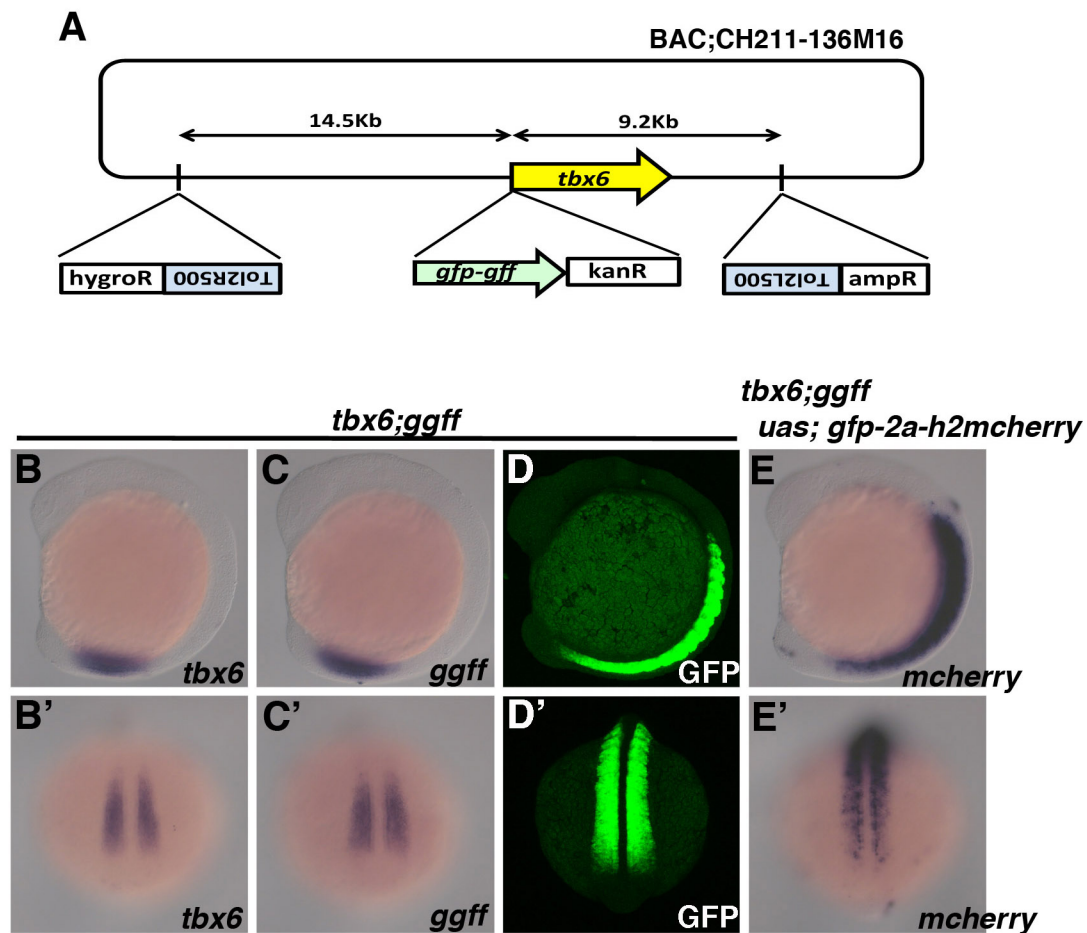 A
BAC;CH211-136M16
14.5Kb
9.2Kb
tbx6
hygroR
Tol2R500
gfp-gff
kanR
Tol2L500
ampR
tbx6;ggff
tbx6;ggff
uas; gfp-2a-h2mcherry
B
tbx6
C
ggff
D
GFP
E
mcherry
B’
tbx6
C’
ggff
D’
GFP
E’
mcherry